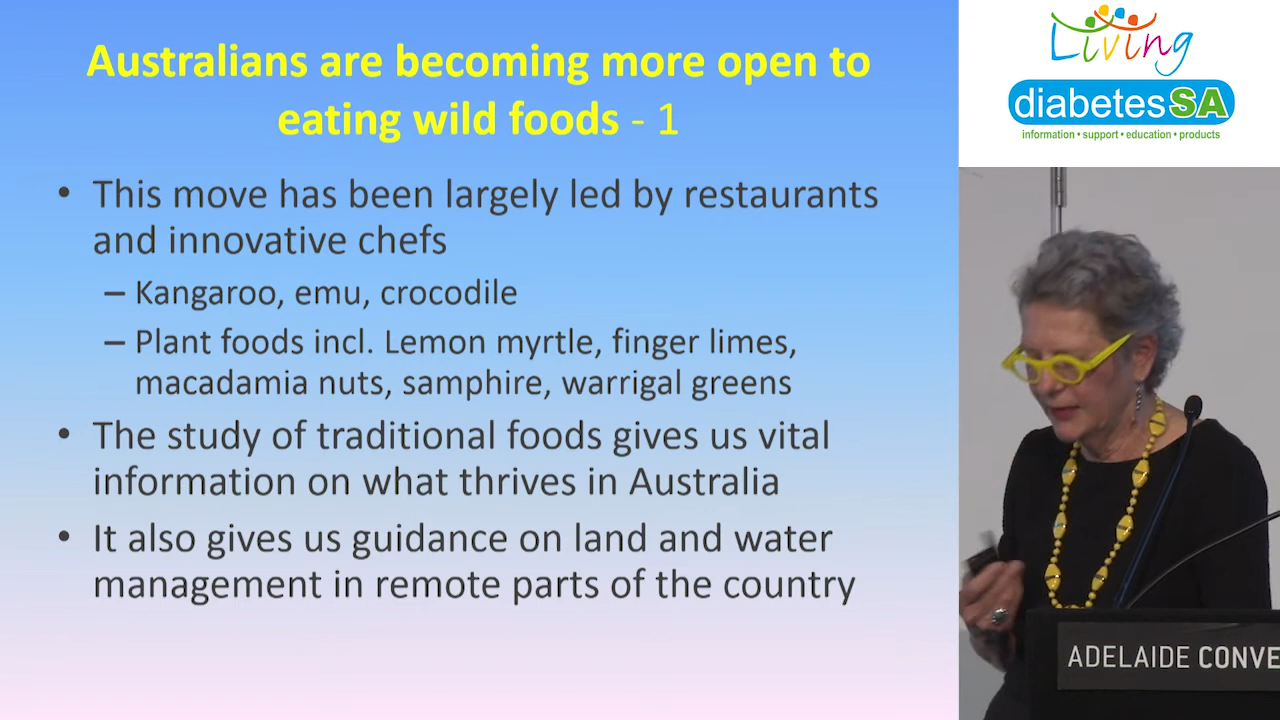 Australians are becoming more open to
eating wild foods - 1
• This move has been largely led by restaurants
and innovative chefs
– Kangaroo, emu, crocodile
– Plant foods incl. Lemon myrtle, finger limes,
macadamia nuts, samphire, warrigal greens
• The study of traditional foods gives us vital
information on what thrives in Australia
• It also gives us guidance on land and water
management in remote parts of the country
Living
diabetesSA
information • support • education • products
ADELAIDE CONVE